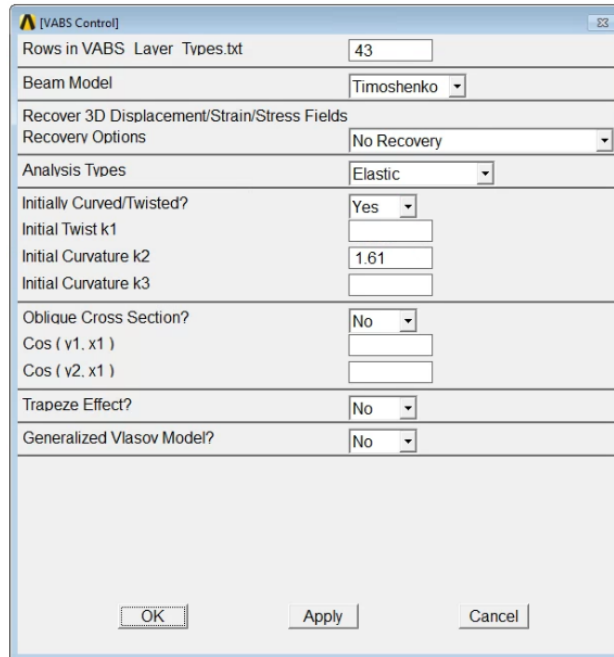 [VABS Control]
Rows in VABS Layer Types.txt 43
Beam Model Timoshenko
Recover 3D Displacement/Strain/Stress Fields
Recovery Options No Recovery
Analysis Types Elastic
Initially Curved/Twisted? Yes
Initial Twist k1
Initial Curvature k2 1.61
Initial Curvature k3
Oblique Cross Section? No
Cos ( y1, x1 )
Cos ( y2, x1 )
Trapeze Effect? No
Generalized Vlasov Model? No
OK Apply Cancel